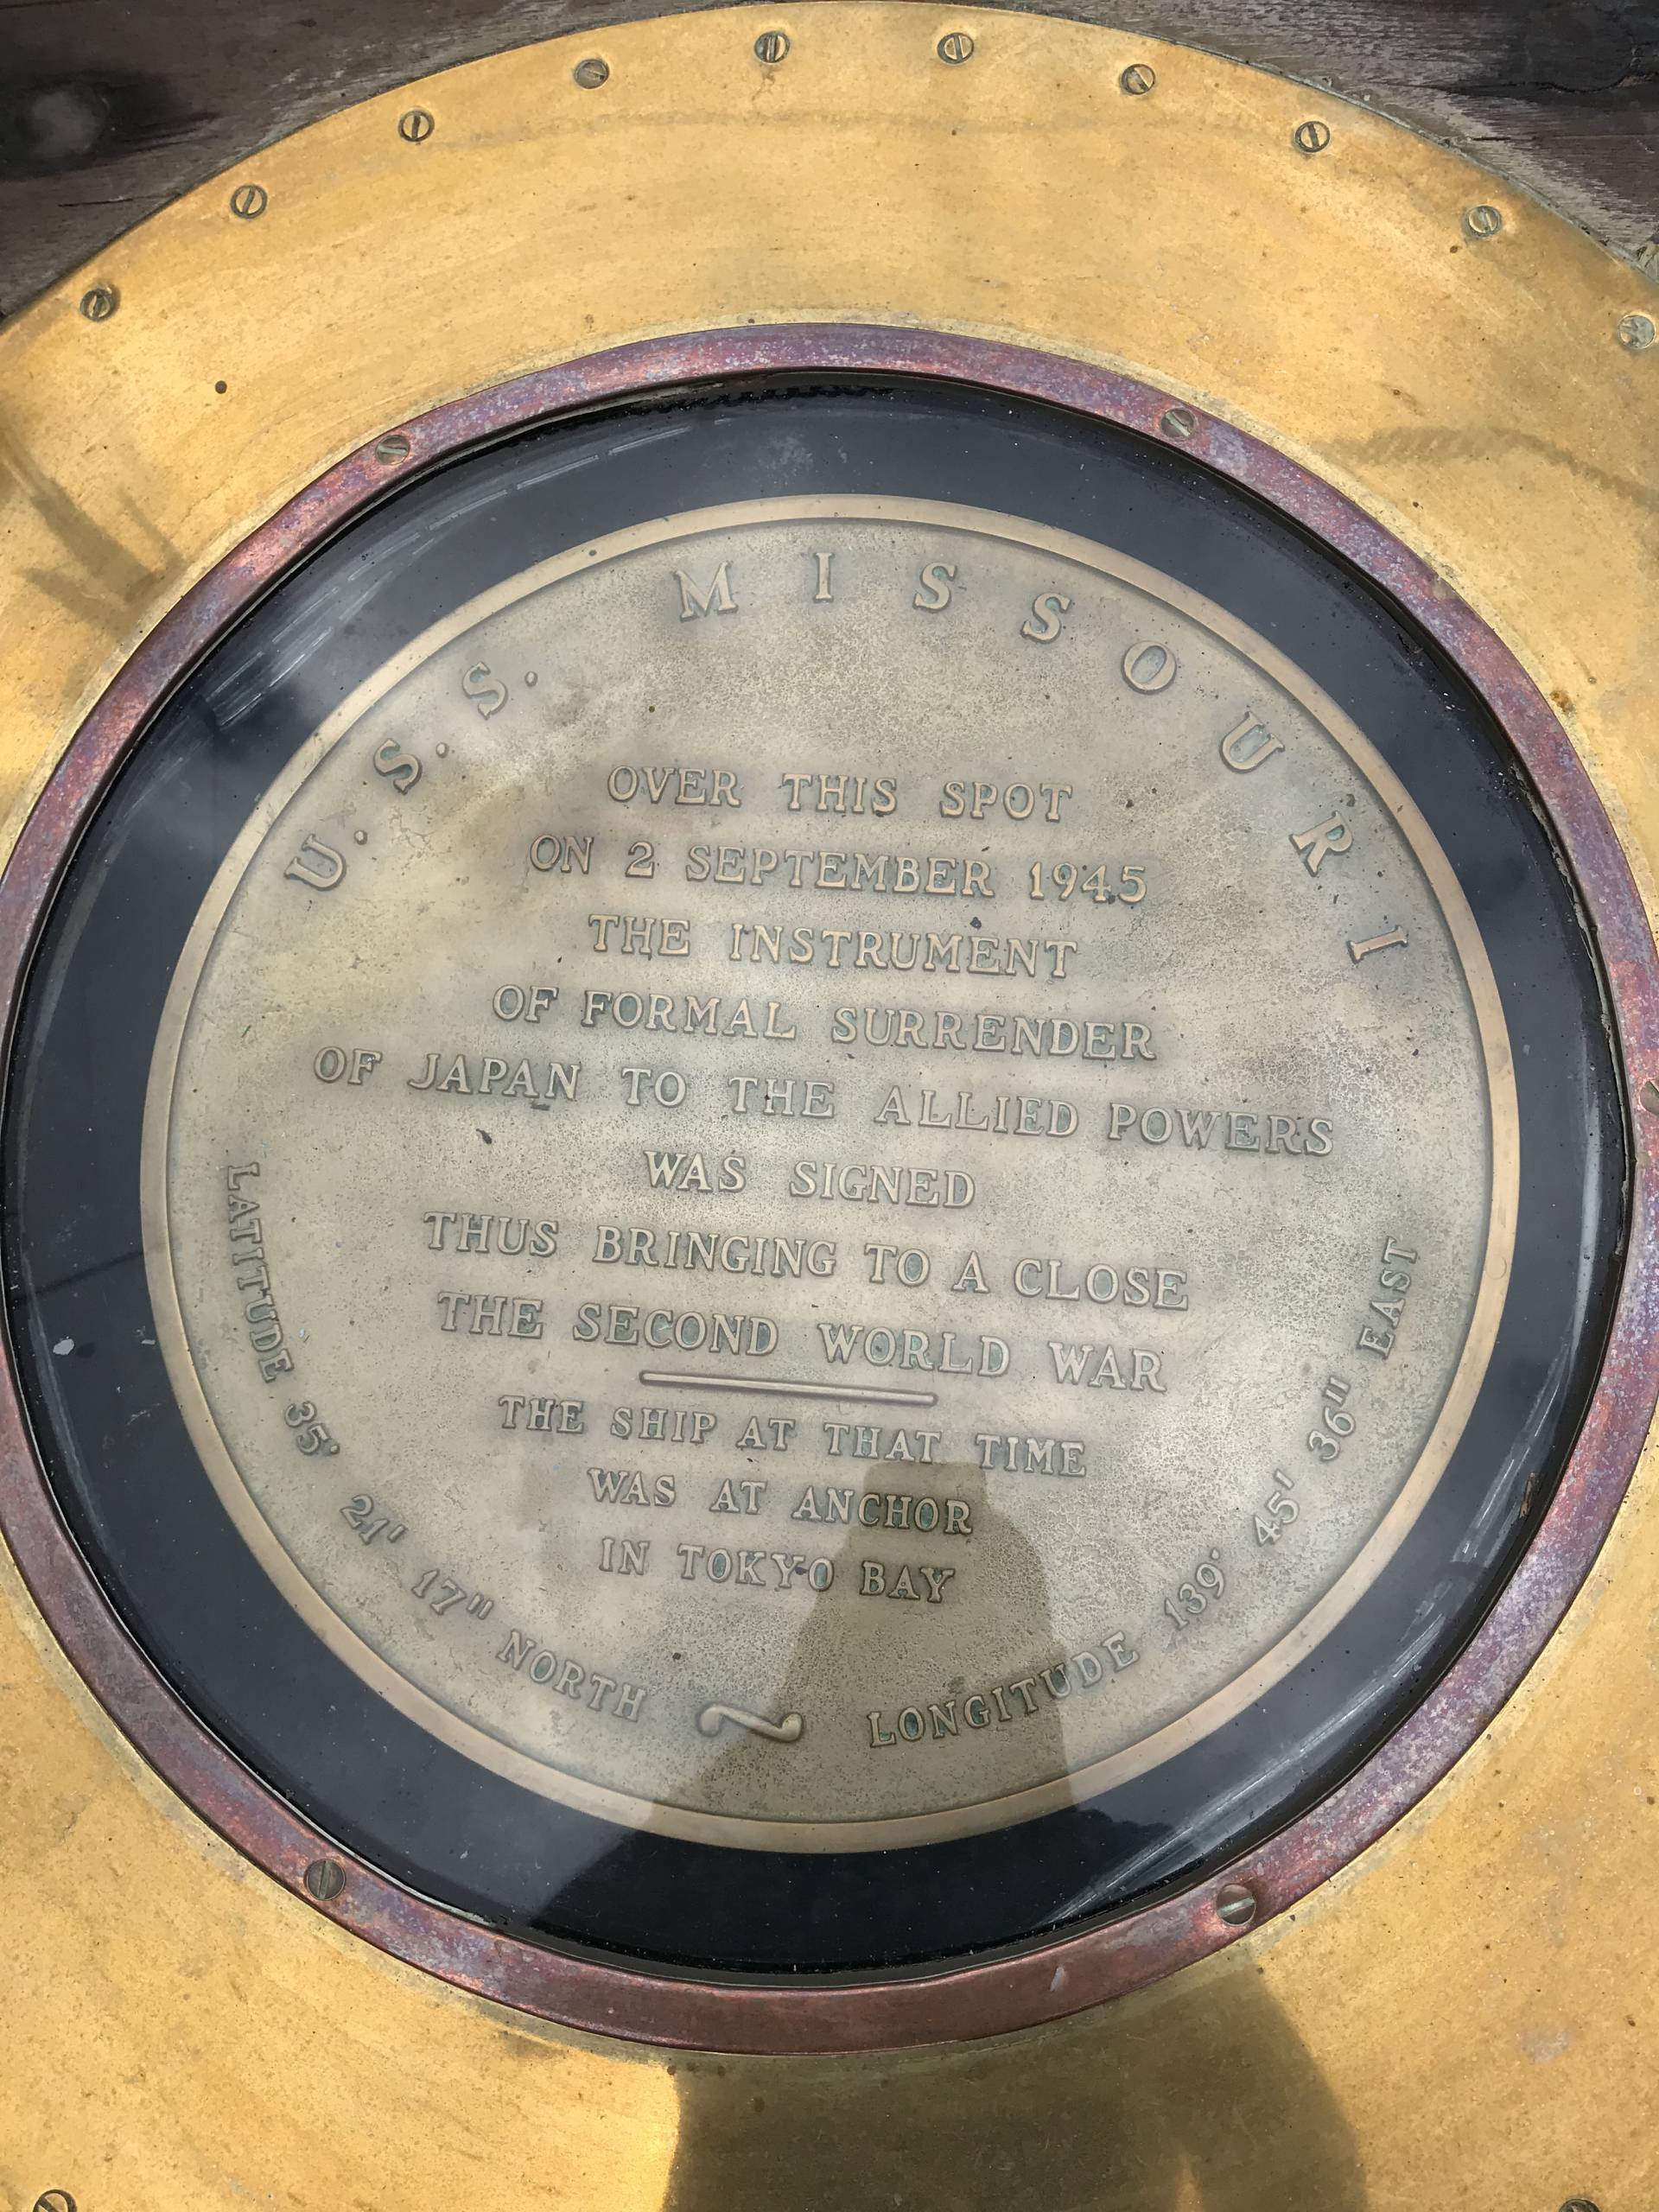 U.S.S. MISSOURI
OVER THIS SPOT
ON 2 SEPTEMBER 1945
THE INSTRUMENT
OF FORMAL SURRENDER
OF JAPAN TO THE ALLIED POWERS
WAS SIGNED
THUS BRINGING TO A CLOSE
THE SECOND WORLD WAR
THE SHIP AT THAT TIME
WAS AT ANCHOR
IN TOKYO BAY
LATITUDE 35° 21' 17" NORTH ~ LONGITUDE 139° 45' 36" EAST